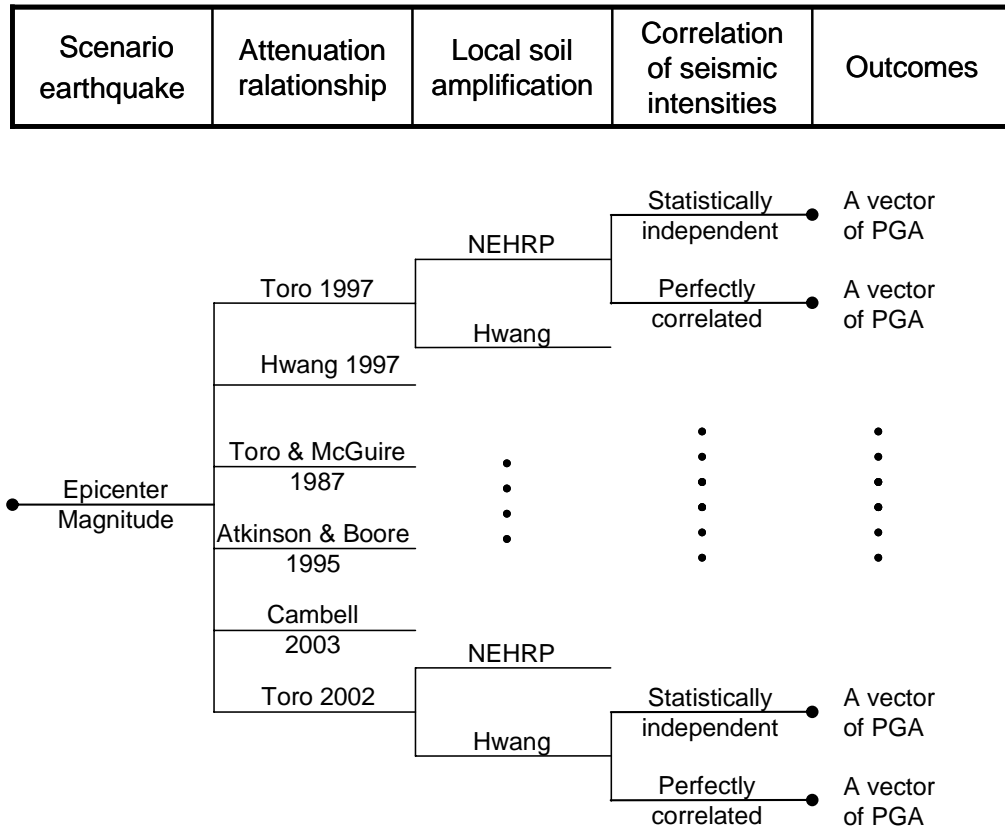 Scenario
earthquake
Attenuation
ralationship
Local soil
amplification
Correlation
of seismic
intensities
Outcomes
Statistically
independent
A vector
of PGA
NEHRP
Toro 1997
Perfectly
correlated
A vector
of PGA
Hwang
Hwang 1997
Toro & McGuire
1987
Epicenter
Magnitude
Atkinson & Boore
1995
Cambell
2003
NEHRP
Toro 2002
Statistically
independent
A vector
of PGA
Hwang
Perfectly
correlated
A vector
of PGA